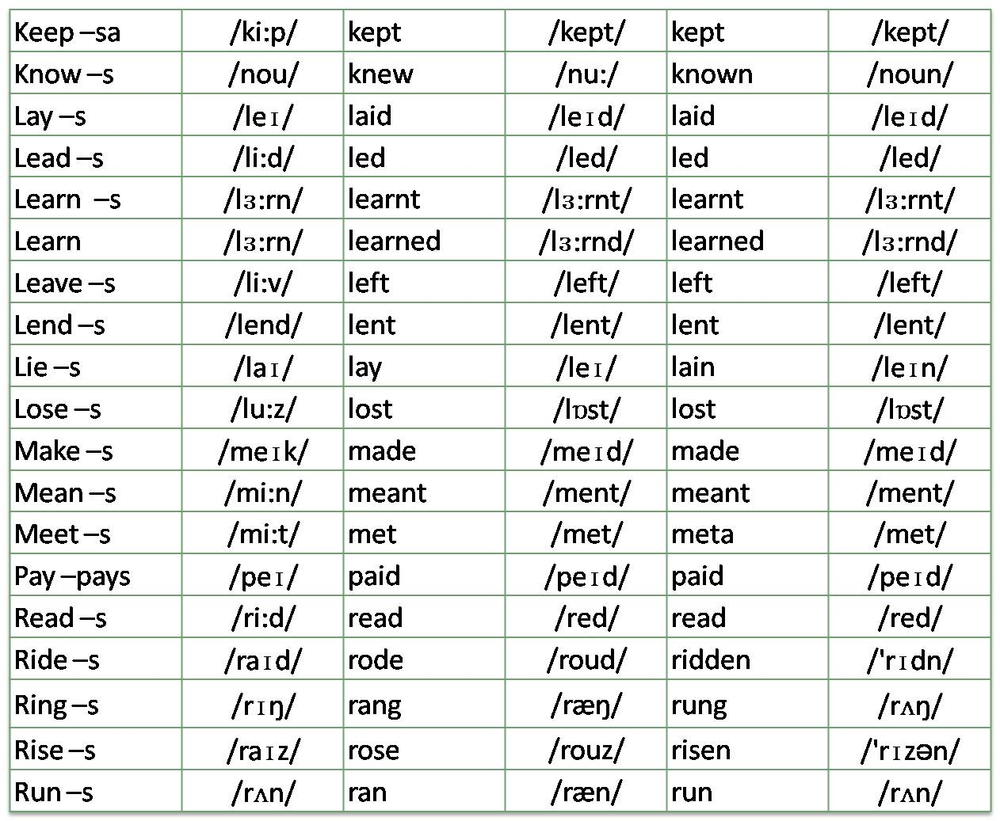 Keep –sa /ki:p/ kept /kept/ kept /kept/
Know –s /nou/ knew /nu:/ known /noun/
Lay –s /leɪ/ laid /leɪd/ laid /leɪd/
Lead –s /li:d/ led /led/ led /led/
Learn –s /lɜ:rn/ learnt /lɜ:rnt/ learnt /lɜ:rnt/
Learn /lɜ:rn/ learned /lɜ:rnd/ learned /lɜ:rnd/
Leave –s /li:v/ left /left/ left /left/
Lend –s /lend/ lent /lent/ lent /lent/
Lie –s /laɪ/ lay /leɪ/ lain /leɪn/
Lose –s /lu:z/ lost /lɒst/ lost /lɒst/
Make –s /meɪk/ made /meɪd/ made /meɪd/
Mean –s /mi:n/ meant /ment/ meant /ment/
Meet –s /mi:t/ met /met/ meta /met/
Pay –pays /peɪ/ paid /peɪd/ paid /peɪd/
Read –s /ri:d/ read /red/ read /red/
Ride –s /raɪd/ rode /roud/ ridden /'rɪdn/
Ring –s /rɪŋ/ rang /ræŋ/ rung /rʌŋ/
Rise –s /raɪz/ rose /rouz/ risen /'rɪzən/
Run –s /rʌn/ ran /ræn/ run /rʌn/